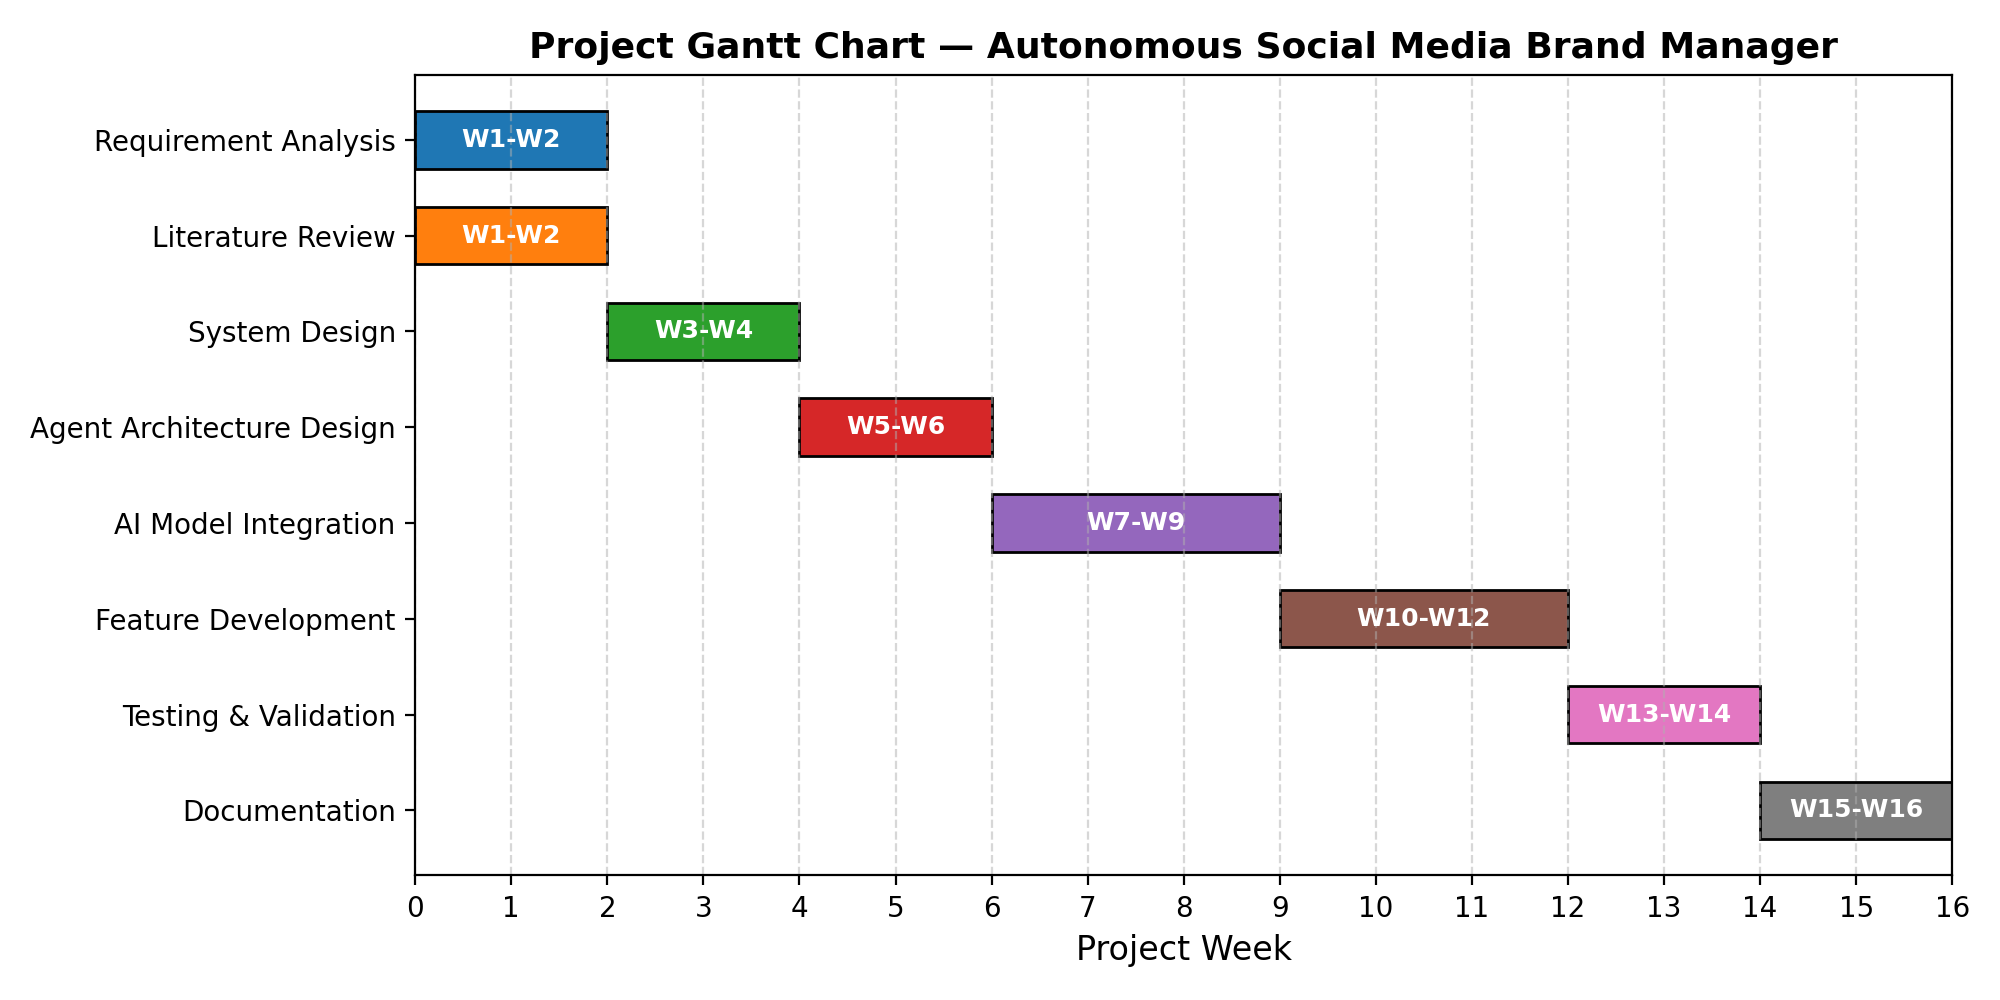 Project Gantt Chart — Autonomous Social Media Brand Manager
Requirement Analysis
W1-W2
Literature Review
W1-W2
System Design
W3-W4
Agent Architecture Design
W5-W6
AI Model Integration
W7-W9
Feature Development
W10-W12
Testing & Validation
W13-W14
Documentation
W15-W16
0 1 2 3 4 5 6 7 8 9 10 11 12 13 14 15 16
Project Week